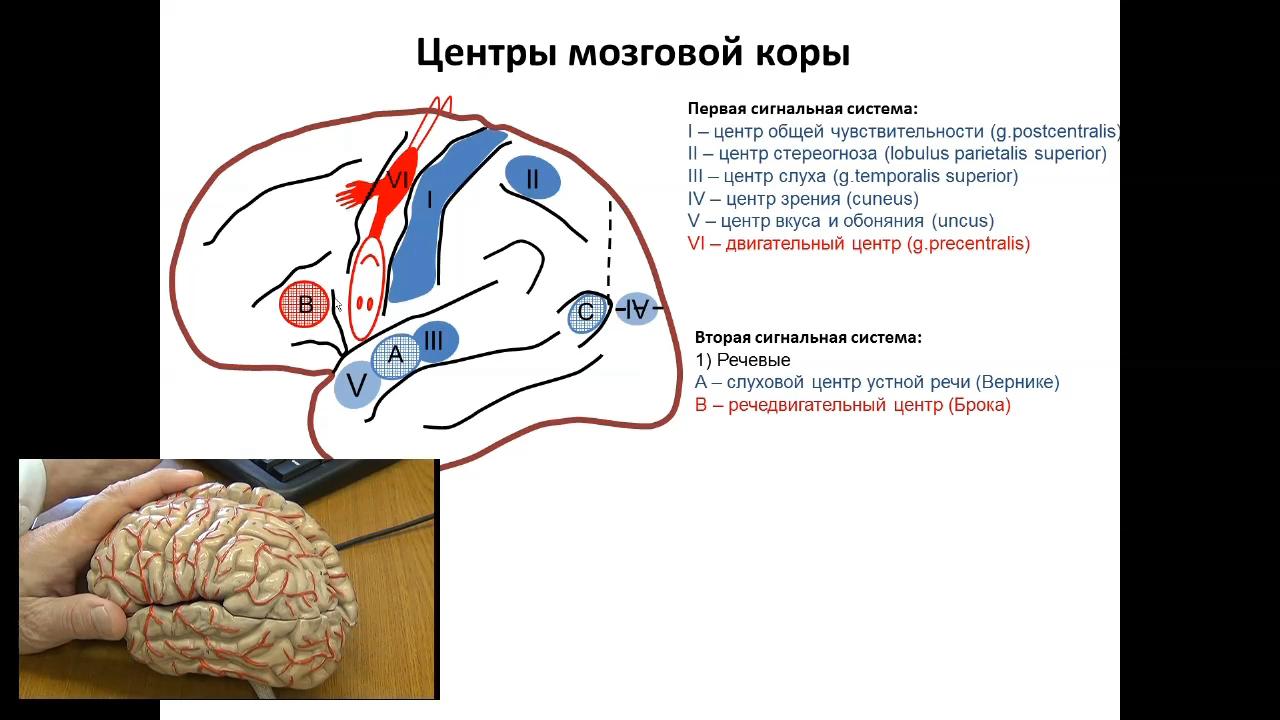 Центры мозговой коры
Первая сигнальная система:
I – центр общей чувствительности (g.postcentralis)
II – центр стереогноза (lobulus parietalis superior)
III – центр слуха (g.temporalis superior)
IV – центр зрения (cuneus)
V – центр вкуса и обоняния (uncus)
VI – двигательный центр (g.precentralis)
Вторая сигнальная система:
1) Речевые
А – слуховой центр устной речи (Вернике)
В – речедвигательный центр (Брока)
VI
I
II
B
C
IV
A
III
V